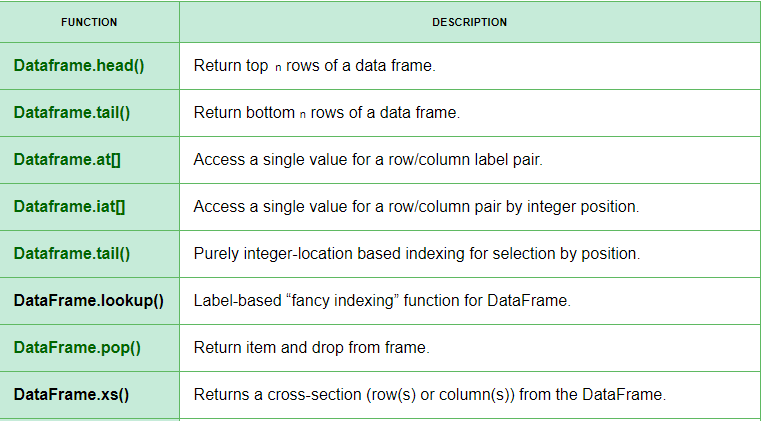 FUNCTION DESCRIPTION
Dataframe.head() Return top n rows of a data frame.
Dataframe.tail() Return bottom n rows of a data frame.
Dataframe.at[] Access a single value for a row/column label pair.
Dataframe.iat[] Access a single value for a row/column pair by integer position.
Dataframe.tail() Purely integer-location based indexing for selection by position.
DataFrame.lookup() Label-based “fancy indexing” function for DataFrame.
DataFrame.pop() Return item and drop from frame.
DataFrame.xs() Returns a cross-section (row(s) or column(s)) from the DataFrame.